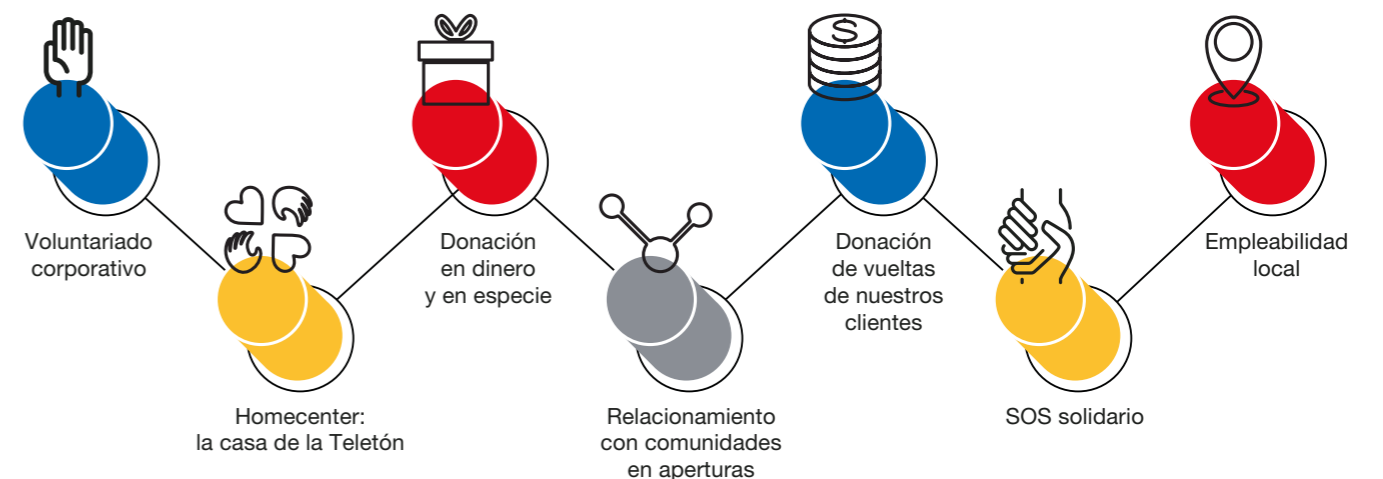 $
Voluntariado
corporativo
Homecenter:
la casa de la Teletón
Donación
en dinero
y en especie
Relacionamiento
con comunidades
en aperturas
Donación
de vueltas
de nuestros
clientes
SOS solidario
Empleabilidad
local